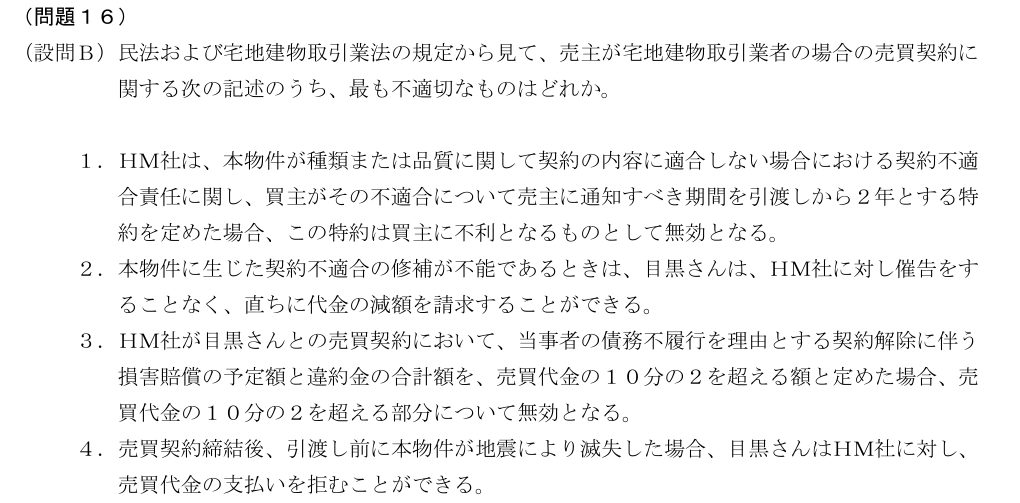 （問題１６）
（設問Ｂ）民法および宅地建物取引業法の規定から見て、売主が宅地建物取引業者の場合の売買契約に
関する次の記述のうち、最も不適切なものはどれか。
１．ＨＭ社は、本物件が種類または品質に関して契約の内容に適合しない場合における契約不適
合責任に関し、買主がその不適合について売主に通知すべき期間を引渡しから２年とする特
約を定めた場合、この特約は買主に不利となるものとして無効となる。
２．本物件に生じた契約不適合の修補が不能であるときは、目黒さんは、ＨＭ社に対し催告をす
ることなく、直ちに代金の減額を請求することができる。
３．ＨＭ社が目黒さんとの売買契約において、当事者の債務不履行を理由とする契約解除に伴う
損害賠償の予定額と違約金の合計額を、売買代金の１０分の２を超える額と定めた場合、売
買代金の１０分の２を超える部分について無効となる。
４．売買契約締結後、引渡し前に本物件が地震により滅失した場合、目黒さんはＨＭ社に対し、
売買代金の支払いを拒むことができる。